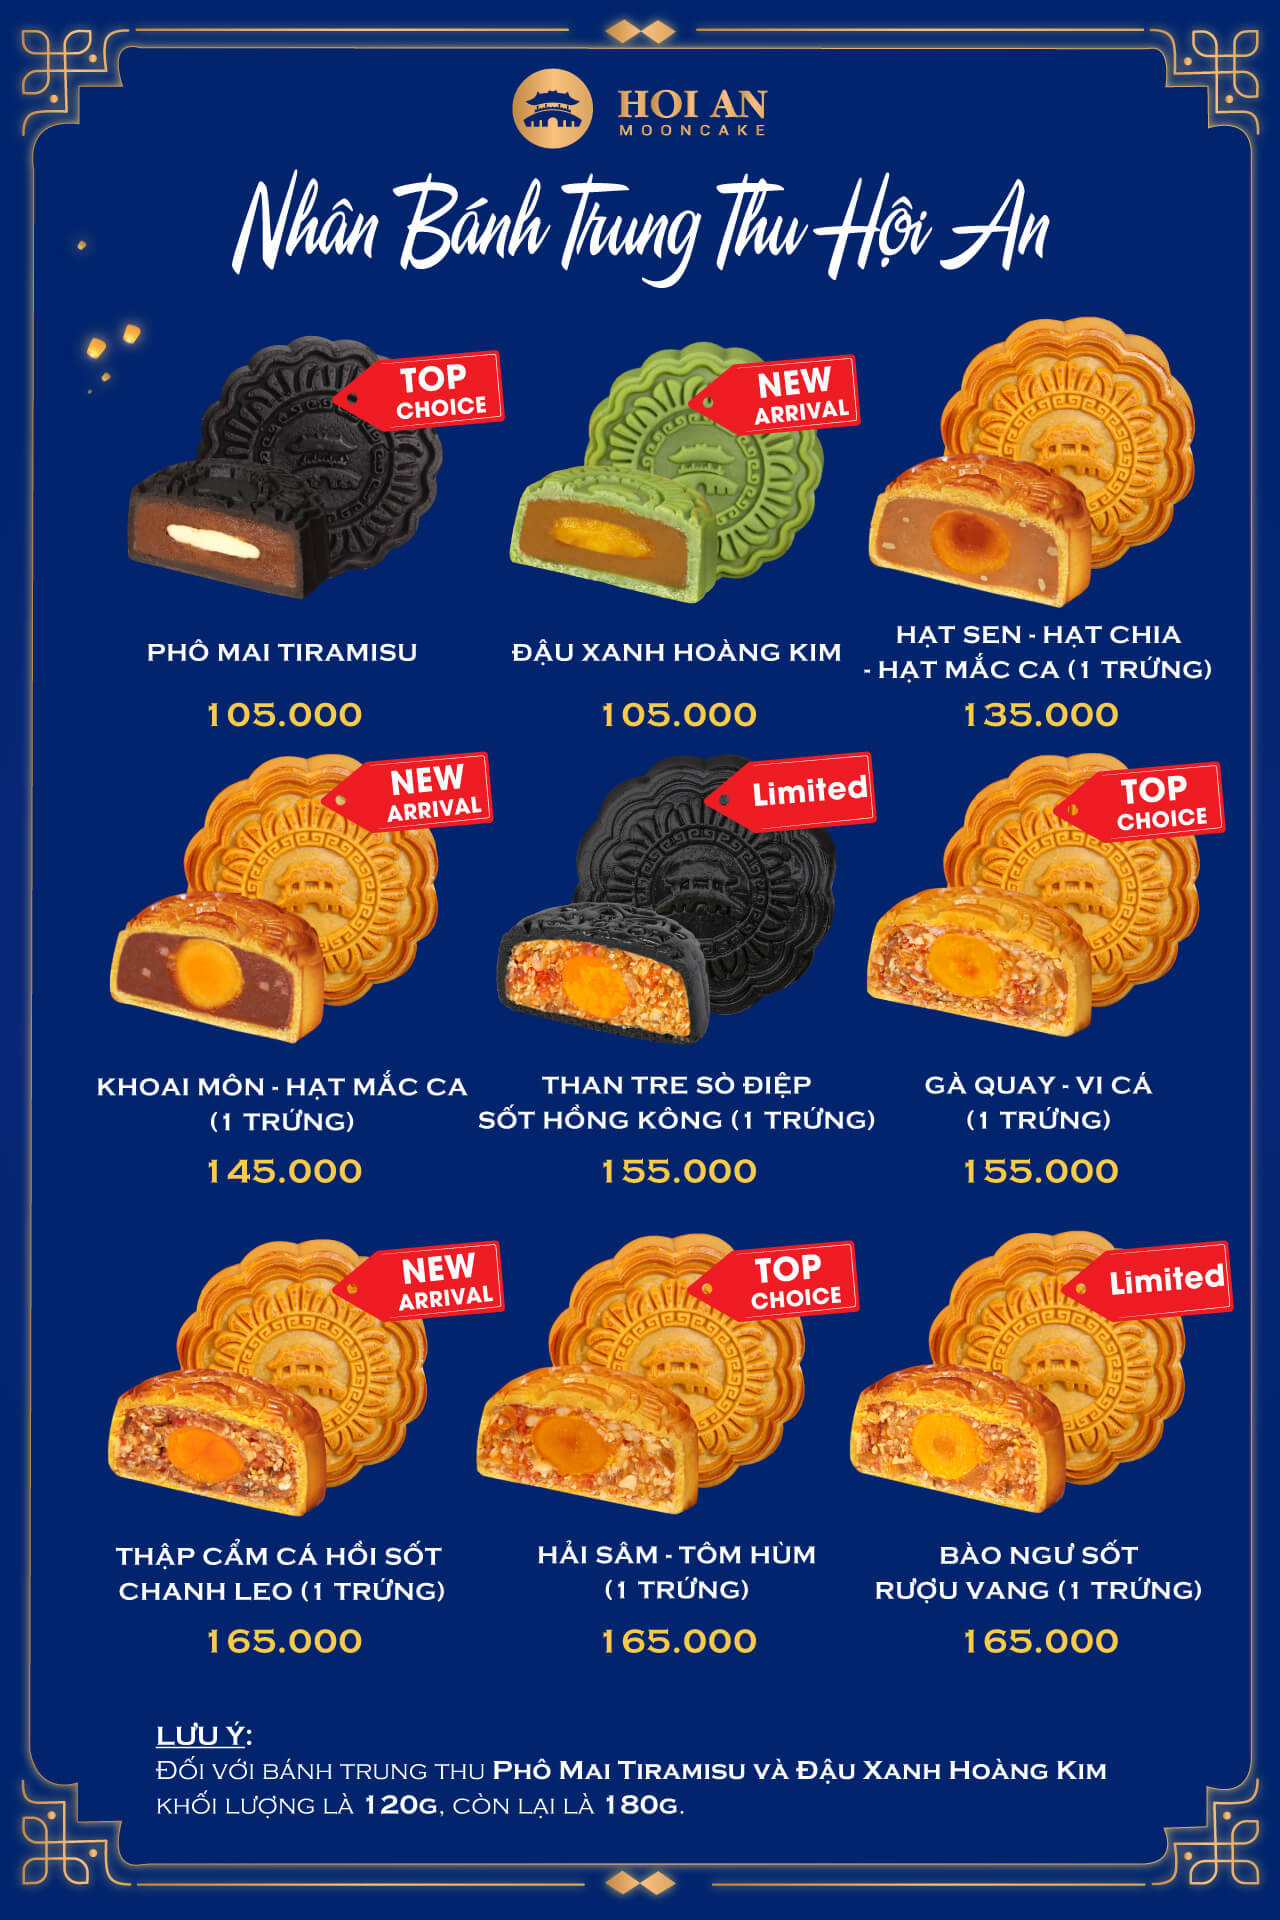 HOI AN
MOONCAKE
Nhân Bánh Trung Thu Hội An
TOP
CHOICE
NEW
ARRIVAL
PHÔ MAI TIRAMISU
105.000
ĐẬU XANH HOÀNG KIM
105.000
HẠT SEN - HẠT CHIA
- HẠT MẮC CA (1 TRỨNG)
135.000
NEW
ARRIVAL
Limited
TOP
CHOICE
KHOAI MÔN - HẠT MẮC CA
(1 TRỨNG)
145.000
THAN TRE SÒ ĐIỆP
SỐT HỒNG KÔNG (1 TRỨNG)
155.000
GÀ QUAY - VI CÁ
(1 TRỨNG)
155.000
NEW
ARRIVAL
TOP
CHOICE
Limited
THẬP CẨM CÁ HỒI SỐT
CHANH LEO (1 TRỨNG)
165.000
HẢI SÂM - TÔM HÙM
(1 TRỨNG)
165.000
BÀO NGƯ SỐT
RƯỢU VANG (1 TRỨNG)
165.000
LƯU Ý:
ĐỐI VỚI BÁNH TRUNG THU PHÔ MAI TIRAMISU VÀ ĐẬU XANH HOÀNG KIM
KHỐI LƯỢNG LÀ 120G, CÒN LẠI LÀ 180G.